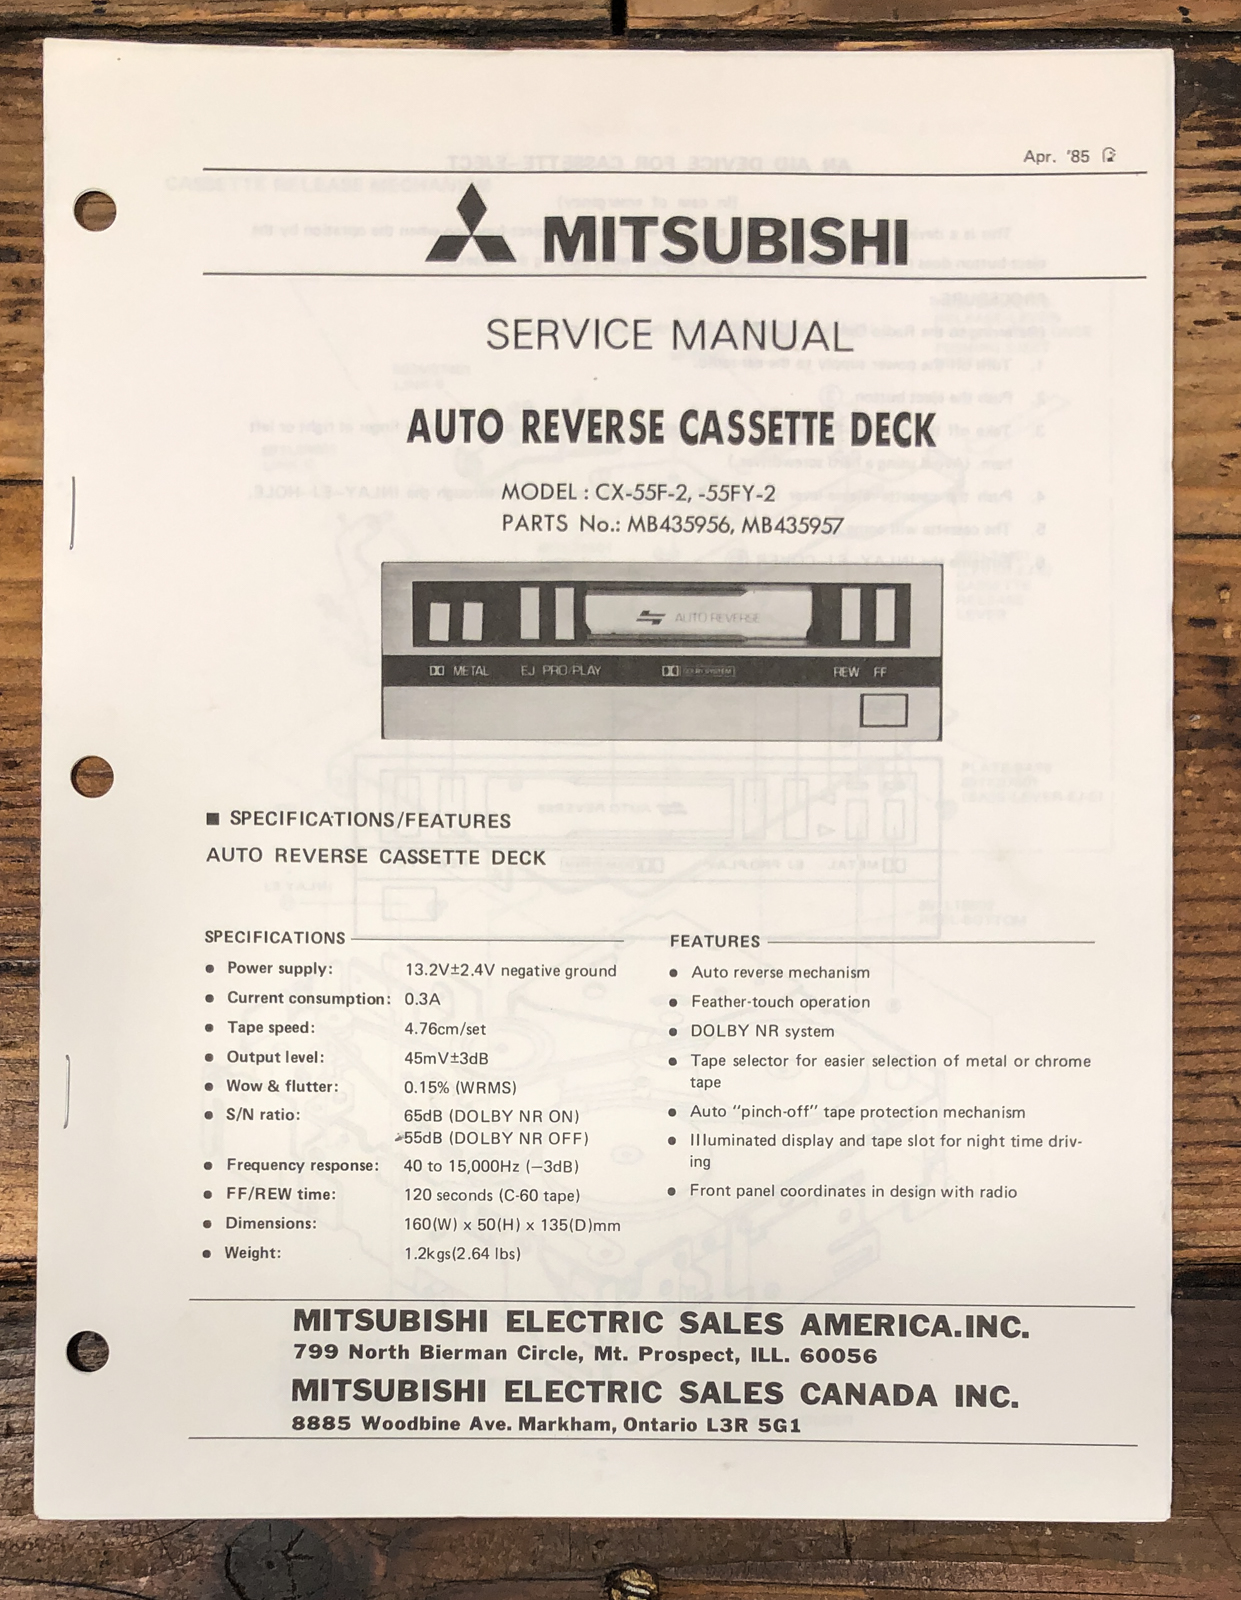 Apr. '85
MITSUBISHI
SERVICE MANUAL
AUTO REVERSE CASSETTE DECK
MODEL : CX-55F-2, -55FY-2
PARTS No.: MB435956, MB435957
AUTO REVERSE
METAL EJ PRO/PLAY REW FF
■ SPECIFICATIONS/FEATURES
AUTO REVERSE CASSETTE DECK
SPECIFICATIONS
● Power supply: 13.2V±2.4V negative ground
● Current consumption: 0.3A
● Tape speed: 4.76cm/set
● Output level: 45mV±3dB
● Wow & flutter: 0.15% (WRMS)
● S/N ratio: 65dB (DOLBY NR ON)
55dB (DOLBY NR OFF)
● Frequency response: 40 to 15,000Hz (−3dB)
● FF/REW time: 120 seconds (C-60 tape)
● Dimensions: 160(W) x 50(H) x 135(D)mm
● Weight: 1.2kgs(2.64 lbs)
FEATURES
● Auto reverse mechanism
● Feather-touch operation
● DOLBY NR system
● Tape selector for easier selection of metal or chrome
tape
● Auto "pinch-off" tape protection mechanism
● Illuminated display and tape slot for night time driv-
ing
● Front panel coordinates in design with radio
MITSUBISHI ELECTRIC SALES AMERICA.INC.
799 North Bierman Circle, Mt. Prospect, ILL. 60056
MITSUBISHI ELECTRIC SALES CANADA INC.
8885 Woodbine Ave. Markham, Ontario L3R 5G1